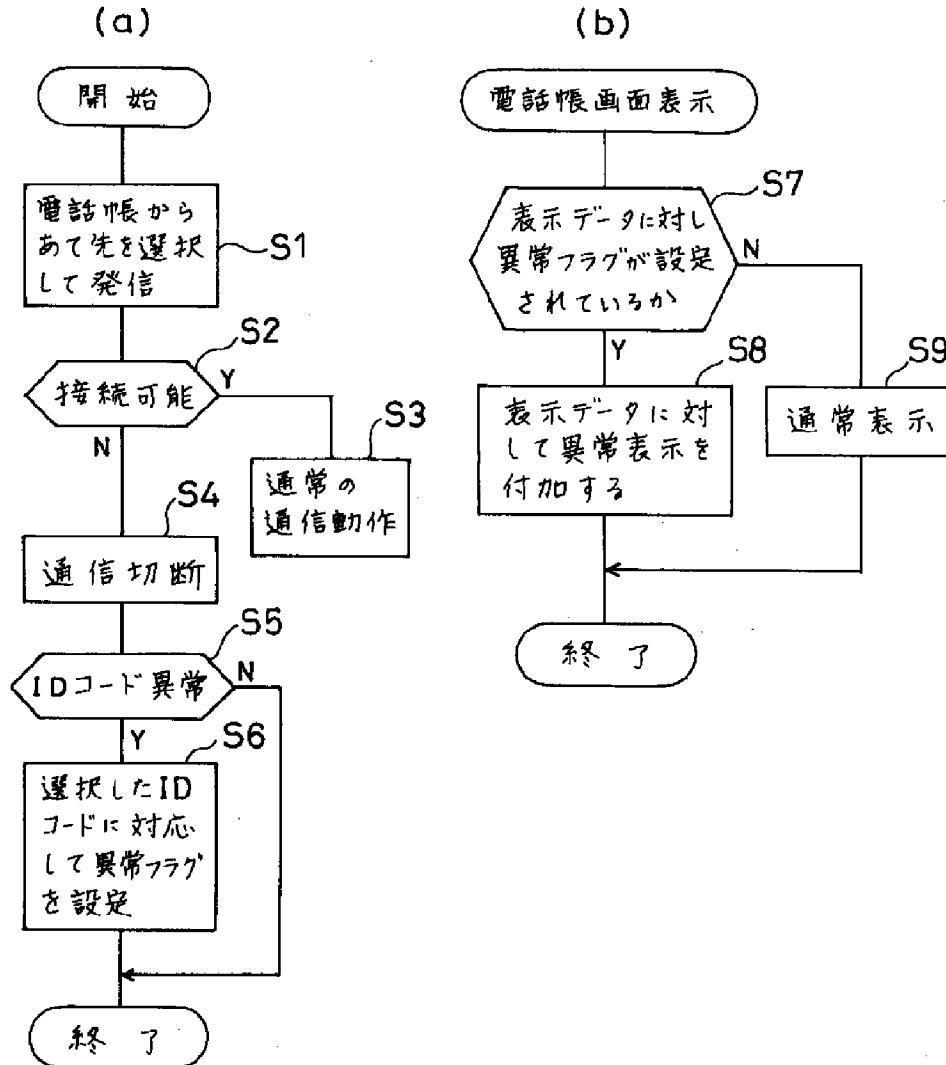 (a)
開始
電話帳から
あて先を選択
して発信
S1
S2
接続可能
Y
N
S3
通常の
通信動作
S4
通信切断
S5
IDコード異常
N
Y
S6
選択したID
コードに対応
して異常フラグ
を設定
終了
(b)
電話帳画面表示
S7
表示データに対し
異常フラグが設定
されているか
N
Y
S8
表示データに対
して異常表示を
付加する
S9
通常表示
終了